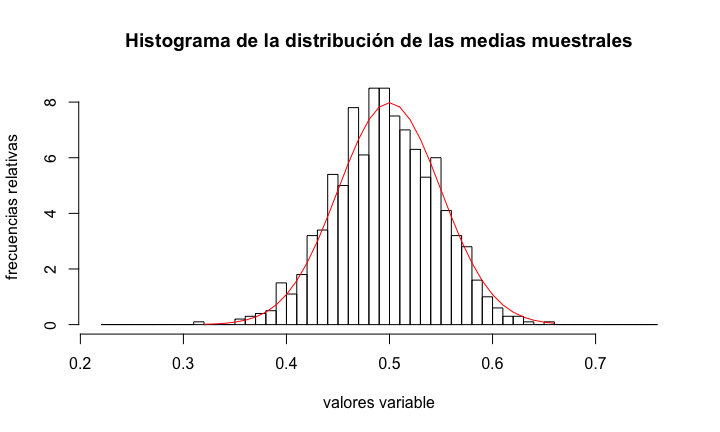 Histograma de la distribución de las medias muestrales
frecuencias relativas
8
6
4
2
0
0.2 0.3 0.4 0.5 0.6 0.7
valores variable